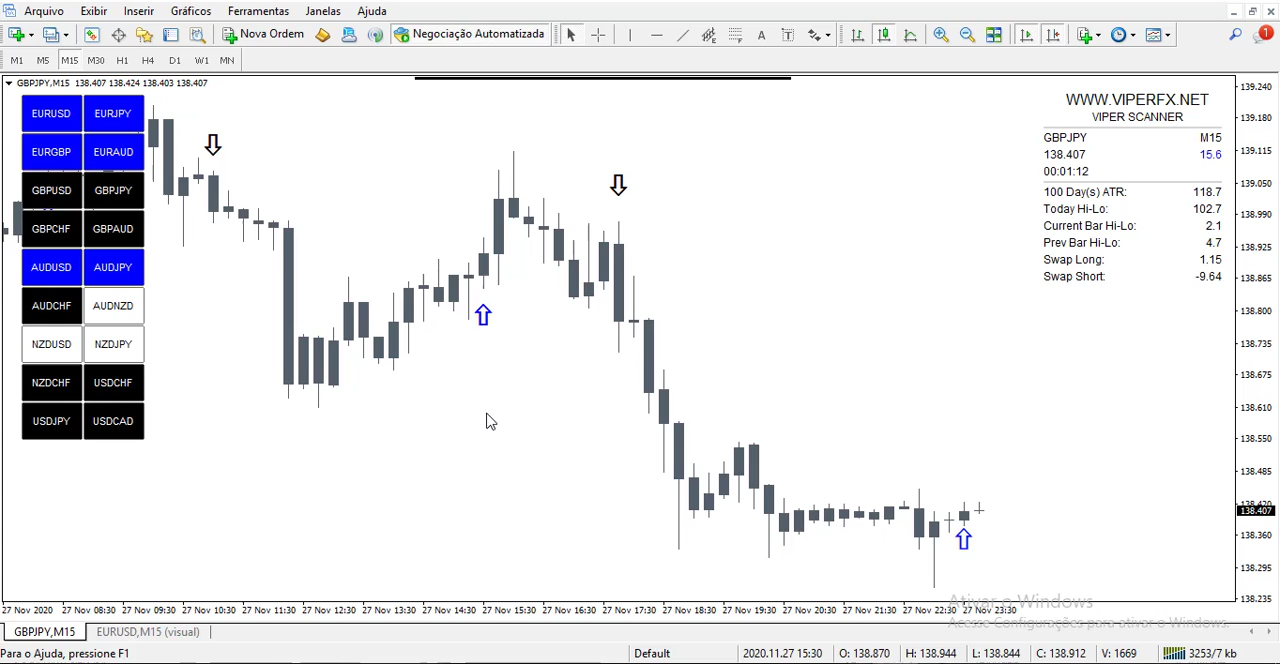 Arquivo Exibir Inserir Gráficos Ferramentas Janelas Ajuda
Nova Ordem Negociação Automatizada A T 1
M1 M5 M15 M30 H1 H4 D1 W1 MN
GBPJPY,M15 138.407 138.424 138.403 138.407
EURUSD EURJPY
EURGBP EURAUD
GBPUSD GBPJPY
GBPCHF GBPAUD
AUDUSD AUDJPY
AUDCHF AUDNZD
NZDUSD NZDJPY
NZDCHF USDCHF
USDJPY USDCAD
WWW.VIPERFX.NET
VIPER SCANNER
GBPJPY M15
138.407 15.6
00:01:12
100 Day(s) ATR: 118.7
Today Hi-Lo: 102.7
Current Bar Hi-Lo: 2.1
Prev Bar Hi-Lo: 4.7
Swap Long: 1.15
Swap Short: -9.64
139.240
139.180
139.115
139.050
138.990
138.925
138.865
138.800
138.735
138.675
138.610
138.550
138.485
138.420
138.407
138.360
138.295
138.235
27 Nov 2020 27 Nov 08:30 27 Nov 09:30 27 Nov 10:30 27 Nov 11:30 27 Nov 12:30 27 Nov 13:30 27 Nov 14:30 27 Nov 15:30 27 Nov 16:30 27 Nov 17:30 27 Nov 18:30 27 Nov 19:30 27 Nov 20:30 27 Nov 21:30 27 Nov 22:30 27 Nov 23:30
Ativar o Windows
Acesse Configurações para ativar o Windows.
GBPJPY,M15 EURUSD,M15 (visual)
Para o Ajuda, pressione F1 Default 2020.11.27 15:30 O: 138.870 H: 138.944 L: 138.844 C: 138.912 V: 1669 3253/7 kb